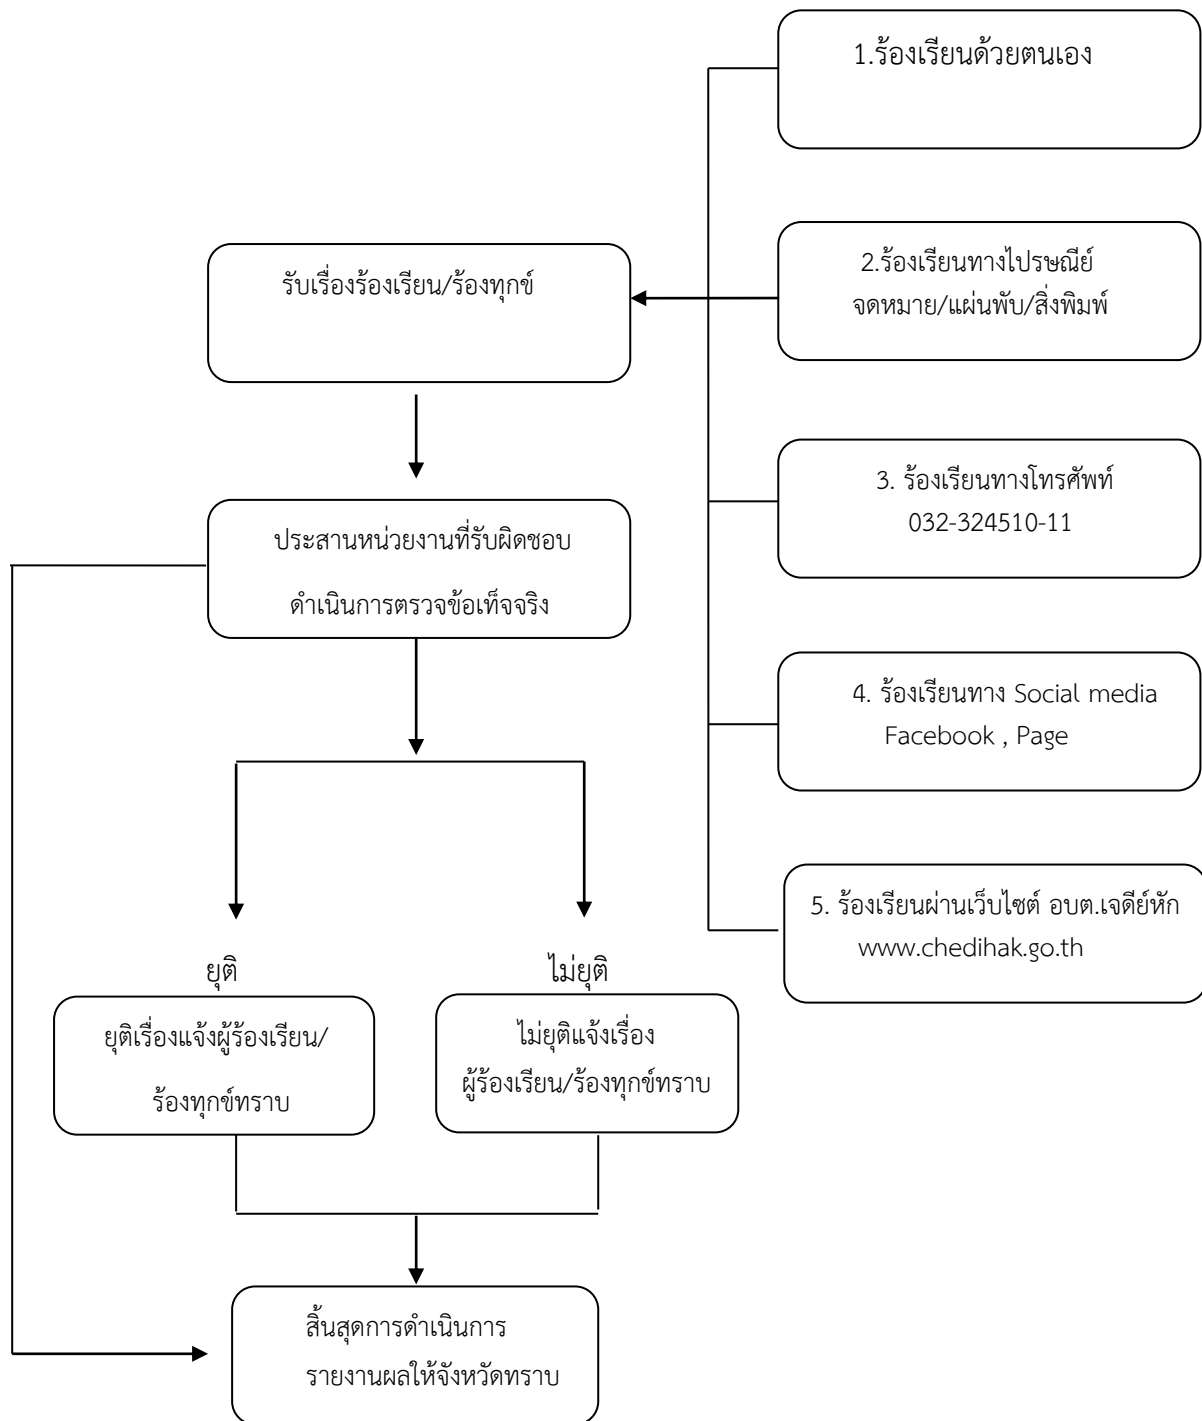 1.ร้องเรียนด้วยตนเอง
รับเรื่องร้องเรียน/ร้องทุกข์
2.ร้องเรียนทางไปรษณีย์
จดหมาย/แผ่นพับ/สิ่งพิมพ์
3. ร้องเรียนทางโทรศัพท์
032-324510-11
ประสานหน่วยงานที่รับผิดชอบ
ดำเนินการตรวจข้อเท็จจริง
4. ร้องเรียนทาง Social media
Facebook , Page
5. ร้องเรียนผ่านเว็บไซต์ อบต.เจดีย์หัก
www.chedihak.go.th
ยุติ
ยุติเรื่องแจ้งผู้ร้องเรียน/
ร้องทุกข์ทราบ
ไม่ยุติ
ไม่ยุติแจ้งเรื่อง
ผู้ร้องเรียน/ร้องทุกข์ทราบ
สิ้นสุดการดำเนินการ
รายงานผลให้จังหวัดทราบ